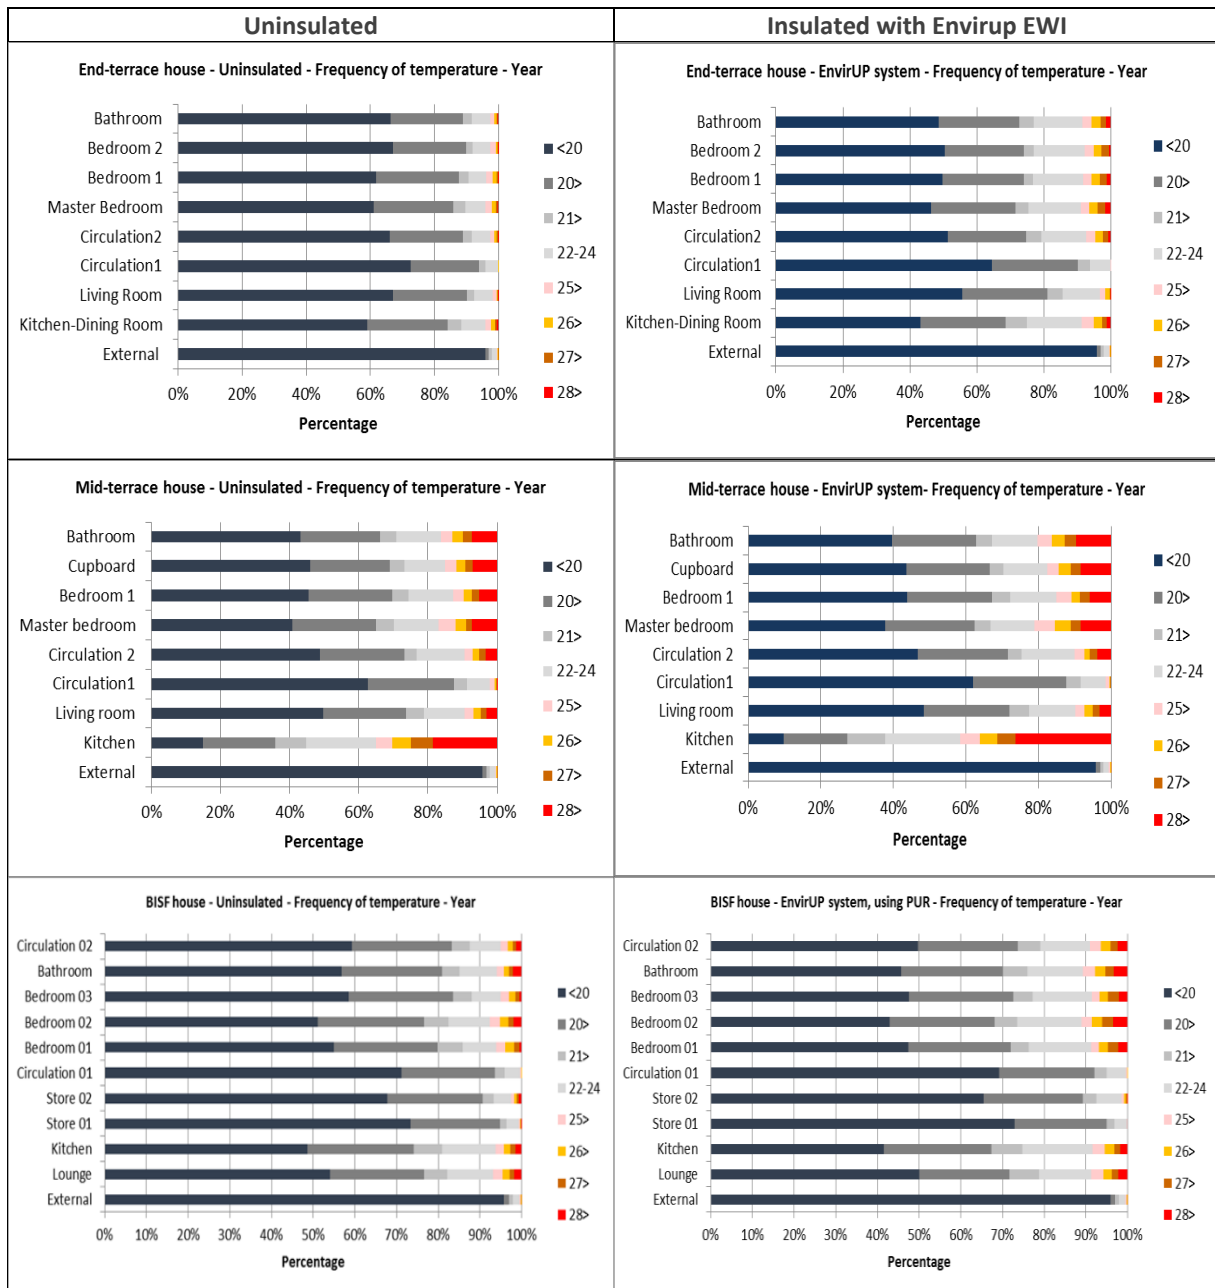 Uninsulated
Insulated with Envirup EWI
End-terrace house - Uninsulated - Frequency of temperature - Year
Bathroom
Bedroom 2
Bedroom 1
Master Bedroom
Circulation2
Circulation1
Living Room
Kitchen-Dining Room
External
0% 20% 40% 60% 80% 100%
Percentage
<20
20>
21>
22-24
25>
26>
27>
28>
End-terrace house - EnvirUP system - Frequency of temperature - Year
Bathroom
Bedroom 2
Bedroom 1
Master Bedroom
Circulation2
Circulation1
Living Room
Kitchen-Dining Room
External
0% 20% 40% 60% 80% 100%
Percentage
<20
20>
21>
22-24
25>
26>
27>
28>
Mid-terrace house - Uninsulated - Frequency of temperature - Year
Bathroom
Cupboard
Bedroom 1
Master bedroom
Circulation 2
Circulation1
Living room
Kitchen
External
0% 20% 40% 60% 80% 100%
Percentage
<20
20>
21>
22-24
25>
26>
27>
28>
Mid-terrace house - EnvirUP system- Frequency of temperature - Year
Bathroom
Cupboard
Bedroom 1
Master bedroom
Circulation 2
Circulation1
Living room
Kitchen
External
0% 20% 40% 60% 80% 100%
Percentage
<20
20>
21>
22-24
25>
26>
27>
28>
BISF house - Uninsulated - Frequency of temperature - Year
Circulation 02
Bathroom
Bedroom 03
Bedroom 02
Bedroom 01
Circulation 01
Store 02
Store 01
Kitchen
Lounge
External
0% 10% 20% 30% 40% 50% 60% 70% 80% 90% 100%
Percentage
<20
20>
21>
22-24
25>
26>
27>
28>
BISF house - EnvirUP system, using PUR - Frequency of temperature - Year
Circulation 02
Bathroom
Bedroom 03
Bedroom 02
Bedroom 01
Circulation 01
Store 02
Store 01
Kitchen
Lounge
External
0% 10% 20% 30% 40% 50% 60% 70% 80% 90% 100%
Percentage
<20
20>
21>
22-24
25>
26>
27>
28>